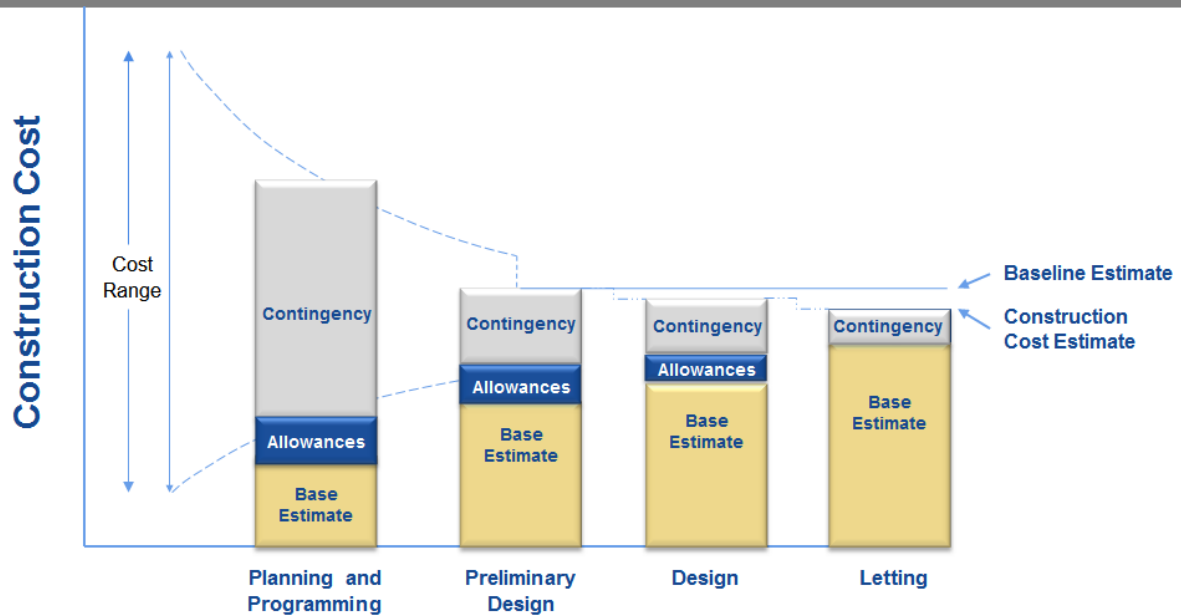 Construction Cost
Cost
Range
Contingency
Allowances
Base
Estimate
Contingency
Allowances
Base
Estimate
Contingency
Allowances
Base
Estimate
Contingency
Base
Estimate
Baseline Estimate
Construction
Cost Estimate
Planning and
Programming
Preliminary
Design
Design
Letting